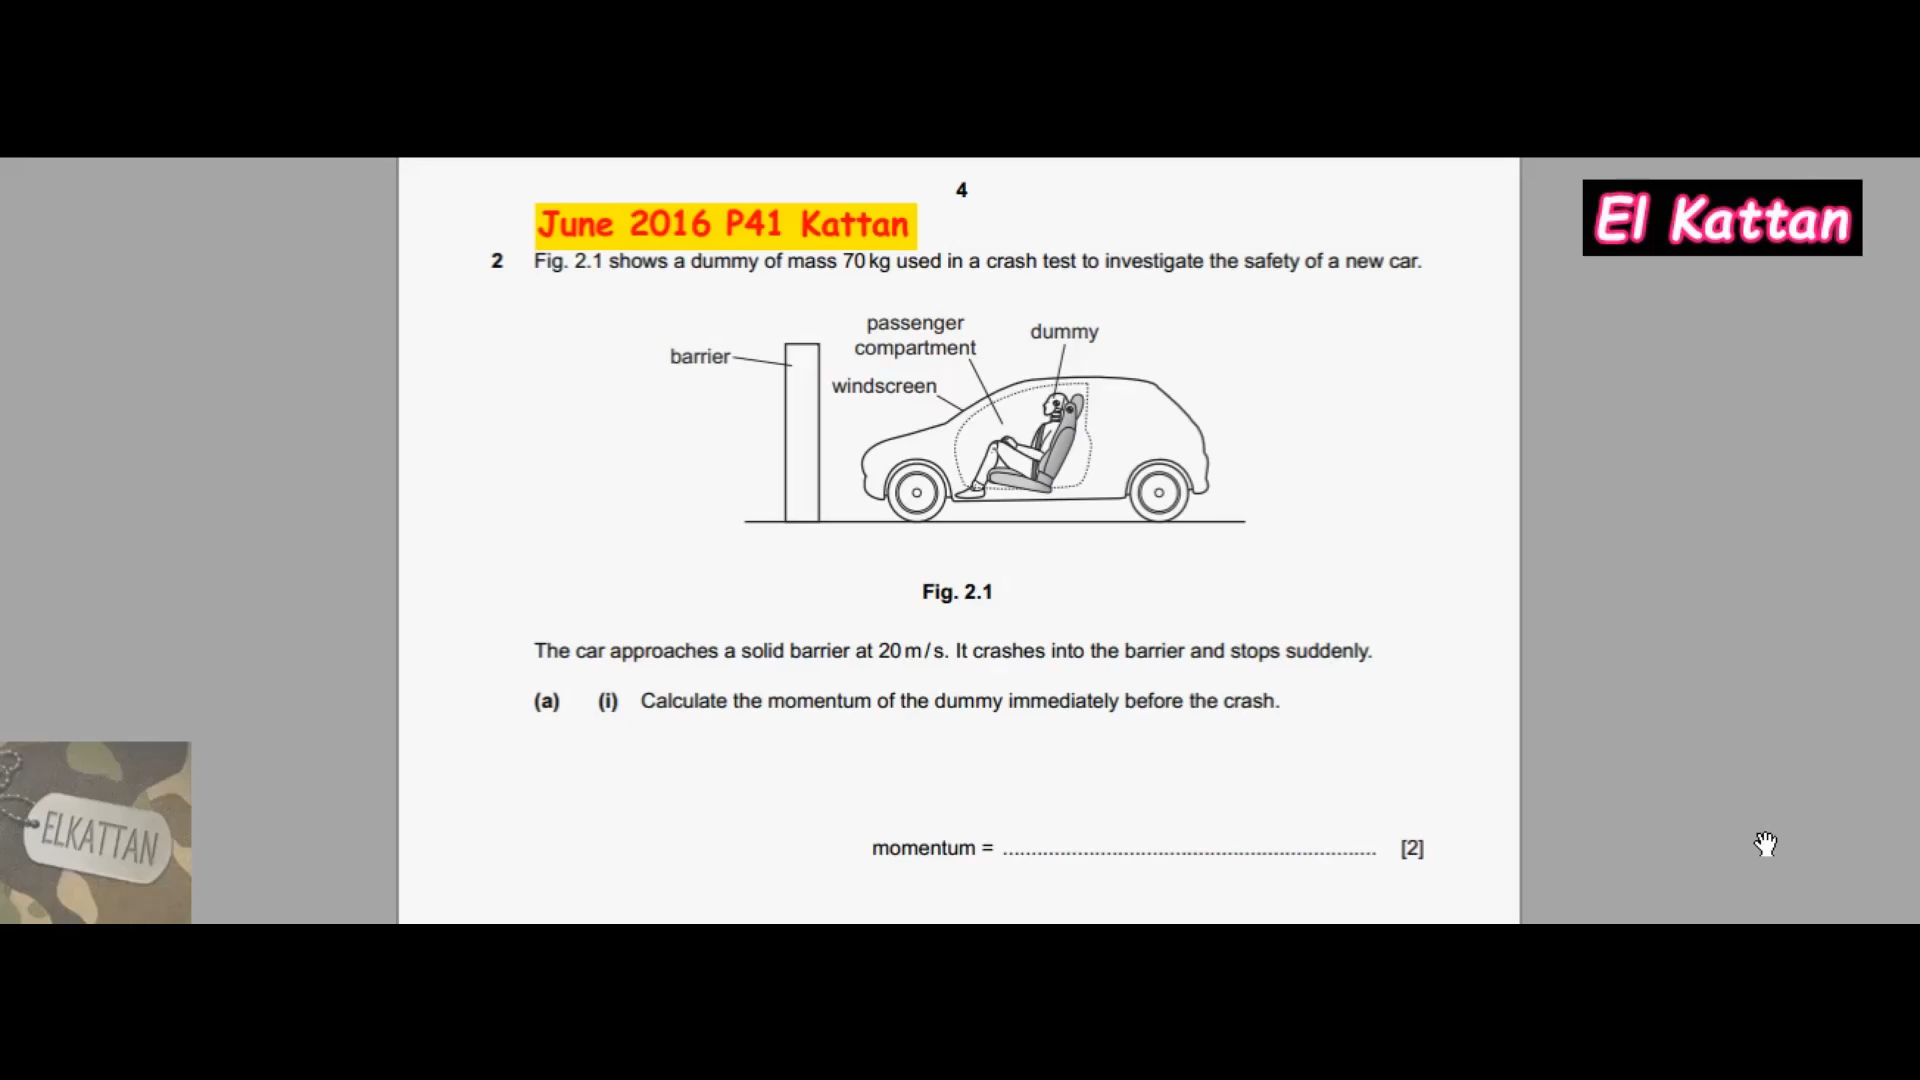 4
June 2016 P41 Kattan
El Kattan
2 Fig. 2.1 shows a dummy of mass 70 kg used in a crash test to investigate the safety of a new car.
passenger
compartment
dummy
barrier
windscreen
Fig. 2.1
The car approaches a solid barrier at 20 m / s. It crashes into the barrier and stops suddenly.
(a) (i) Calculate the momentum of the dummy immediately before the crash.
ELKATTAN
momentum = ................................................................. [2]